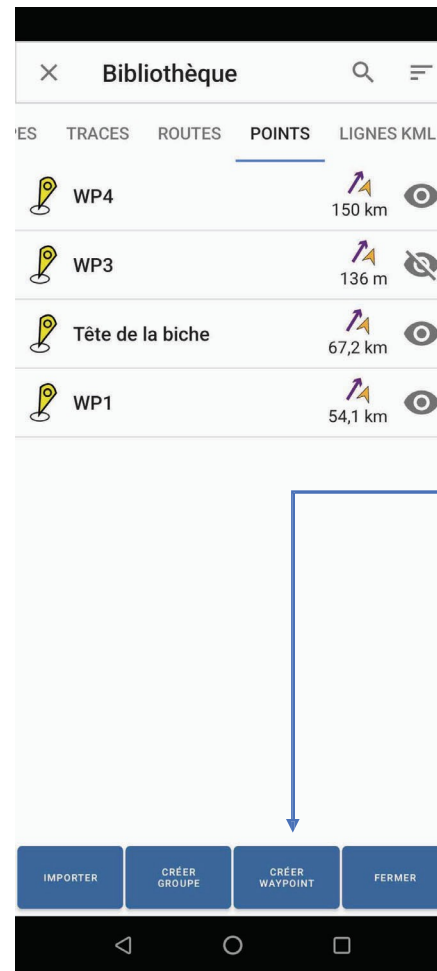 Bibliothèque
PES TRACES ROUTES POINTS LIGNES KML
WP4
150 km
WP3
136 m
Tête de la biche
67,2 km
WP1
54,1 km
IMPORTER
CRÉER
GROUPE
CRÉER
WAYPOINT
FERMER